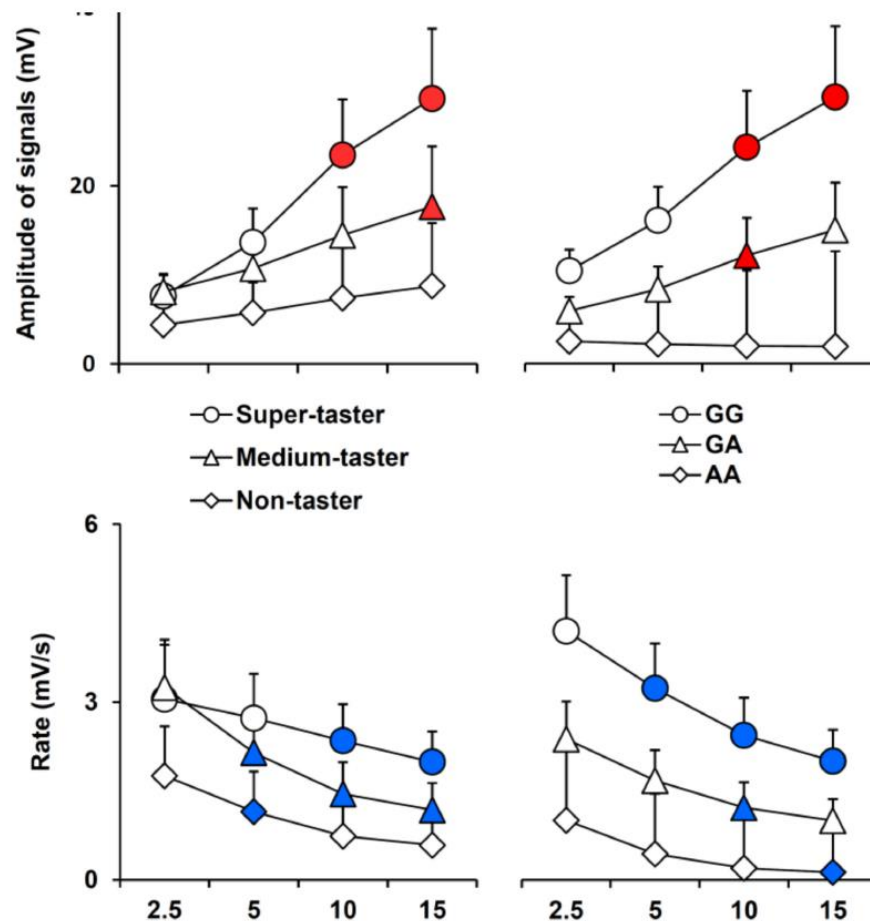 Amplitude of signals (mV)
20
0
Super-taster
Medium-taster
Non-taster
GG
GA
AA
Rate (mV/s)
6
3
0
2.5 5 10 15
2.5 5 10 15